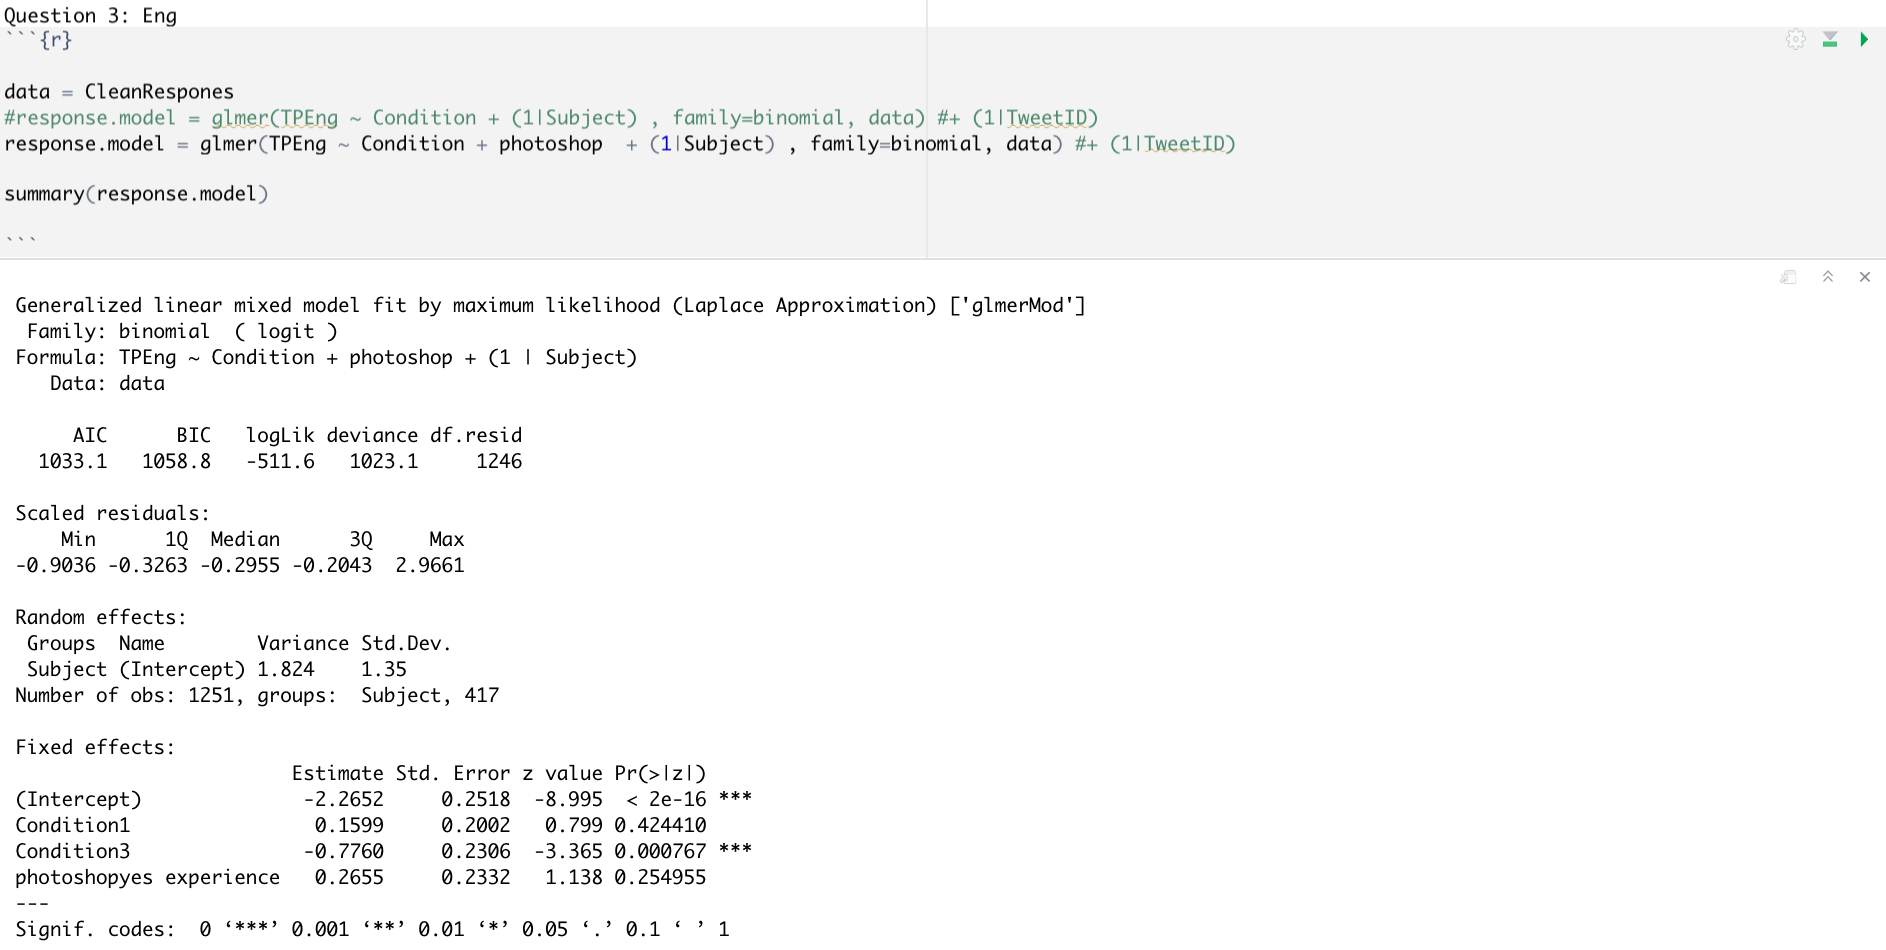 Question 3: Eng
```{r}
data = CleanRespones
#response.model = glmer(TPEng ~ Condition + (1|Subject) , family=binomial, data) #+ (1|TweetID)
response.model = glmer(TPEng ~ Condition + photoshop  + (1|Subject) , family=binomial, data) #+ (1|TweetID)
summary(response.model)
```
Generalized linear mixed model fit by maximum likelihood (Laplace Approximation) ['glmerMod']
 Family: binomial  ( logit )
Formula: TPEng ~ Condition + photoshop + (1 | Subject)
   Data: data
     AIC      BIC   logLik deviance df.resid
  1033.1   1058.8   -511.6   1023.1     1246
Scaled residuals:
    Min      1Q  Median      3Q     Max
-0.9036 -0.3263 -0.2955 -0.2043  2.9661
Random effects:
 Groups  Name        Variance Std.Dev.
 Subject (Intercept) 1.824    1.35
Number of obs: 1251, groups:  Subject, 417
Fixed effects:
                        Estimate Std. Error z value Pr(>|z|)
(Intercept)              -2.2652     0.2518  -8.995  < 2e-16 ***
Condition1                0.1599     0.2002   0.799 0.424410
Condition3               -0.7760     0.2306  -3.365 0.000767 ***
photoshopyes experience   0.2655     0.2332   1.138 0.254955
---
Signif. codes:  0 ‘***’ 0.001 ‘**’ 0.01 ‘*’ 0.05 ‘.’ 0.1 ‘ ’ 1